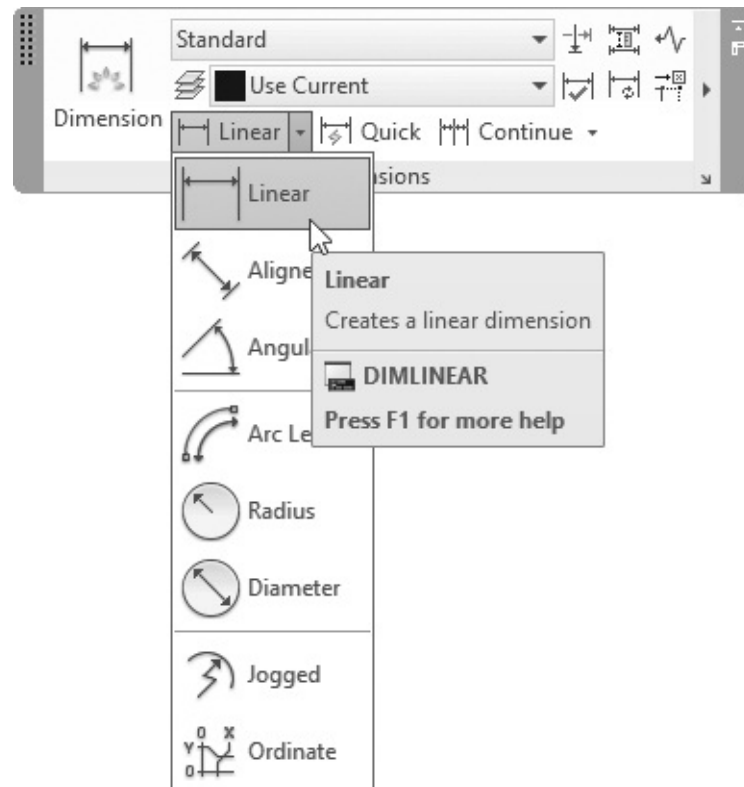 Standard
Use Current
Dimension
Linear Quick Continue
sions
Linear
Aligne
Linear
Creates a linear dimension
Angul
DIMLINEAR
Press F1 for more help
Arc Le
Radius
Diameter
Jogged
O X
Y
O
Ordinate